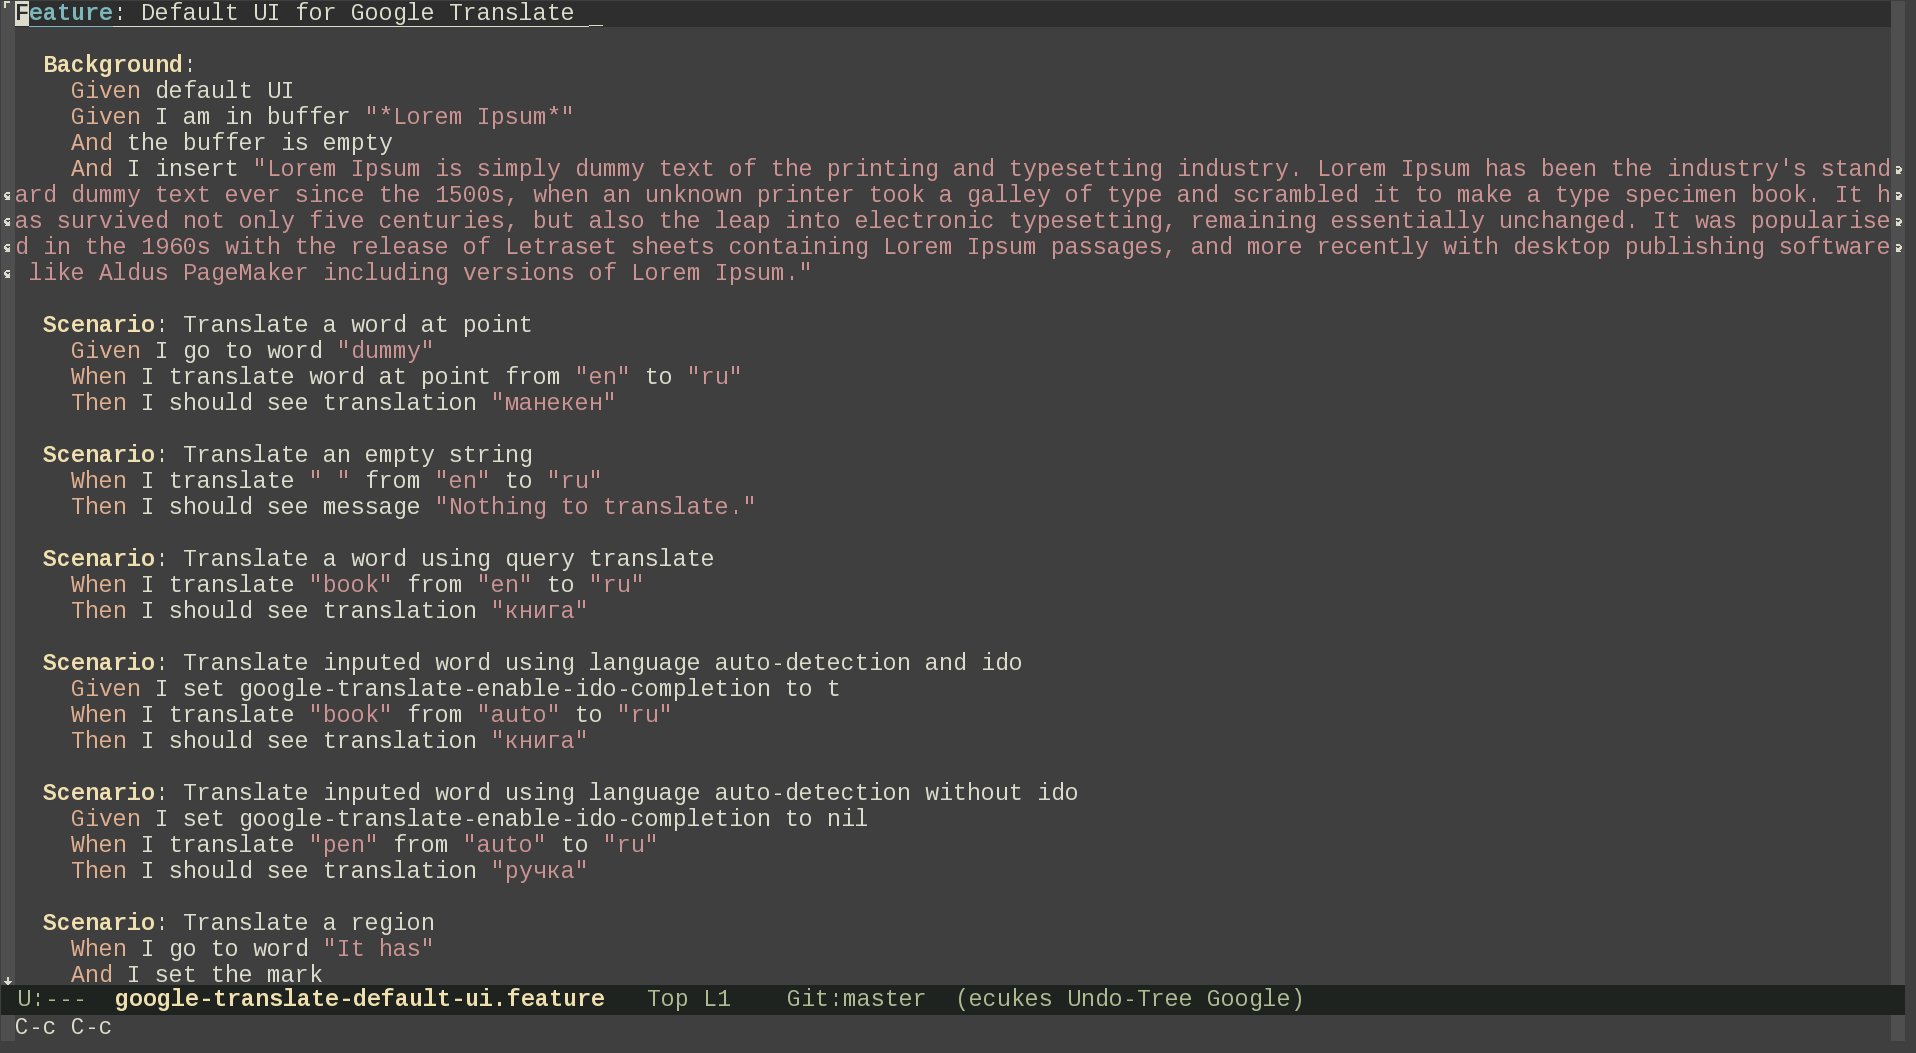 Feature: Default UI for Google Translate _

  Background:
    Given default UI
    Given I am in buffer "*Lorem Ipsum*"
    And the buffer is empty
    And I insert "Lorem Ipsum is simply dummy text of the printing and typesetting industry. Lorem Ipsum has been the industry's stand
ard dummy text ever since the 1500s, when an unknown printer took a galley of type and scrambled it to make a type specimen book. It h
as survived not only five centuries, but also the leap into electronic typesetting, remaining essentially unchanged. It was popularise
d in the 1960s with the release of Letraset sheets containing Lorem Ipsum passages, and more recently with desktop publishing software
 like Aldus PageMaker including versions of Lorem Ipsum."

  Scenario: Translate a word at point
    Given I go to word "dummy"
    When I translate word at point from "en" to "ru"
    Then I should see translation "манекен"

  Scenario: Translate an empty string
    When I translate " " from "en" to "ru"
    Then I should see message "Nothing to translate."

  Scenario: Translate a word using query translate
    When I translate "book" from "en" to "ru"
    Then I should see translation "книга"

  Scenario: Translate inputed word using language auto-detection and ido
    Given I set google-translate-enable-ido-completion to t
    When I translate "book" from "auto" to "ru"
    Then I should see translation "книга"

  Scenario: Translate inputed word using language auto-detection without ido
    Given I set google-translate-enable-ido-completion to nil
    When I translate "pen" from "auto" to "ru"
    Then I should see translation "ручка"

  Scenario: Translate a region
    When I go to word "It has"
    And I set the mark
U:---  google-translate-default-ui.feature   Top L1    Git:master  (ecukes Undo-Tree Google)
C-c C-c